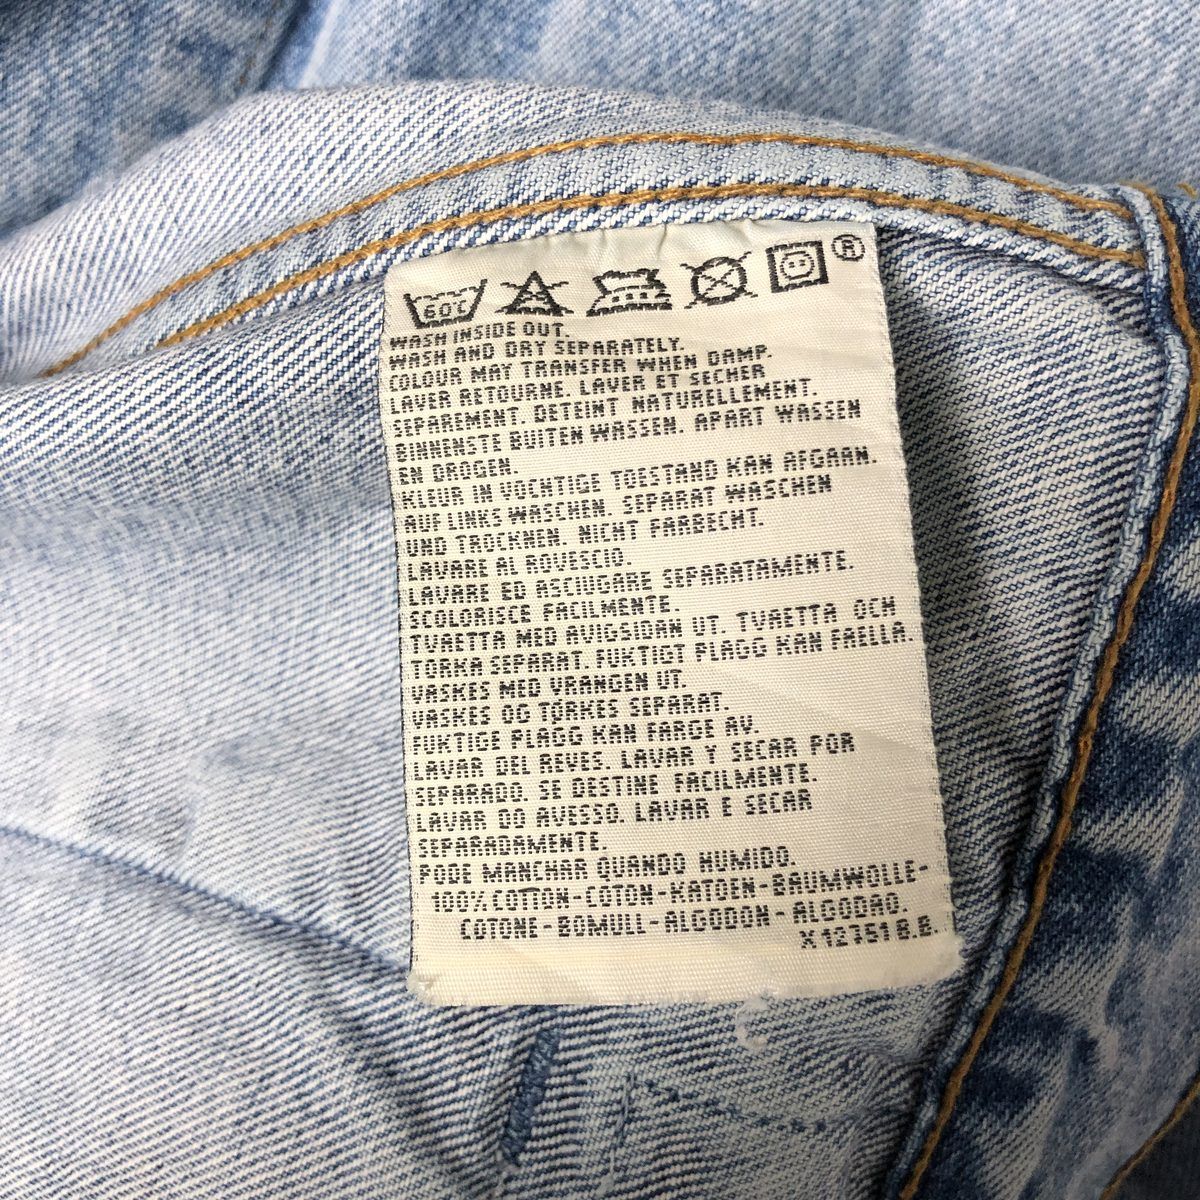 60C ®
WASH INSIDE OUT.
WASH AND DRY SEPARATELY.
COLOUR MAY TRANSFER WHEN DAMP.
LAVER RETOURNE. LAVER ET SECHER
SEPAREMENT. DETEINT NATURELLEMENT.
BINNENSTE BUITEN WASSEN. APART WASSEN
EN DROGEN.
KLEUR IN VOCHTIGE TOESTAND KAN AFGAAN.
AUF LINKS WASCHEN. SEPARAT WASCHEN
UND TROCKNEN. NICHT FARBECHT.
LAVARE AL ROVESCIO.
LAVARE ED ASCIUGARE SEPARATAMENTE.
SCOLORISCE FACILMENTE.
TVAETTA MED AVIGSIDAN UT. TVAETTA OCH
TORKA SEPARAT. FUKTIGT PLAGG KAN FAELLA.
VASKES MED VRANGEN UT.
VASKES OG TØRKES SEPARAT.
FUKTIGE PLAGG KAN FARGE AV.
LAVAR DEL REVES. LAVAR Y SECAR POR
SEPARADO. SE DESTINE FACILMENTE.
LAVAR DO AVESSO. LAVAR E SECAR
SEPARADAMENTE.
PODE MANCHAR QUANDO HUMIDO.
100% COTTON-COTON-KATOEN-BAUMWOLLE-
COTONE-BOMULL-ALGODON-ALGODAO.
X12751B.B.